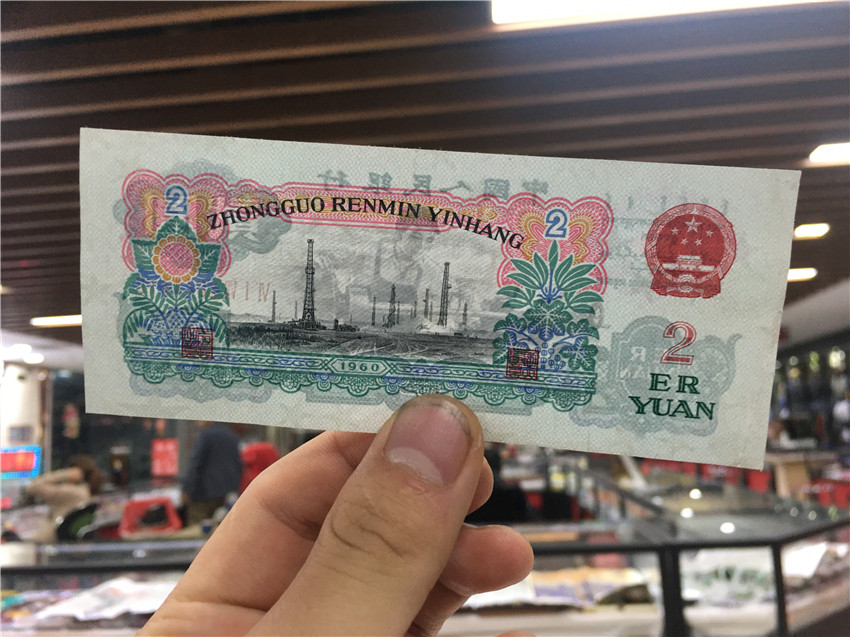 2
ZHONGGUO RENMIN YINHANG
2
1960
2
ER
YUAN